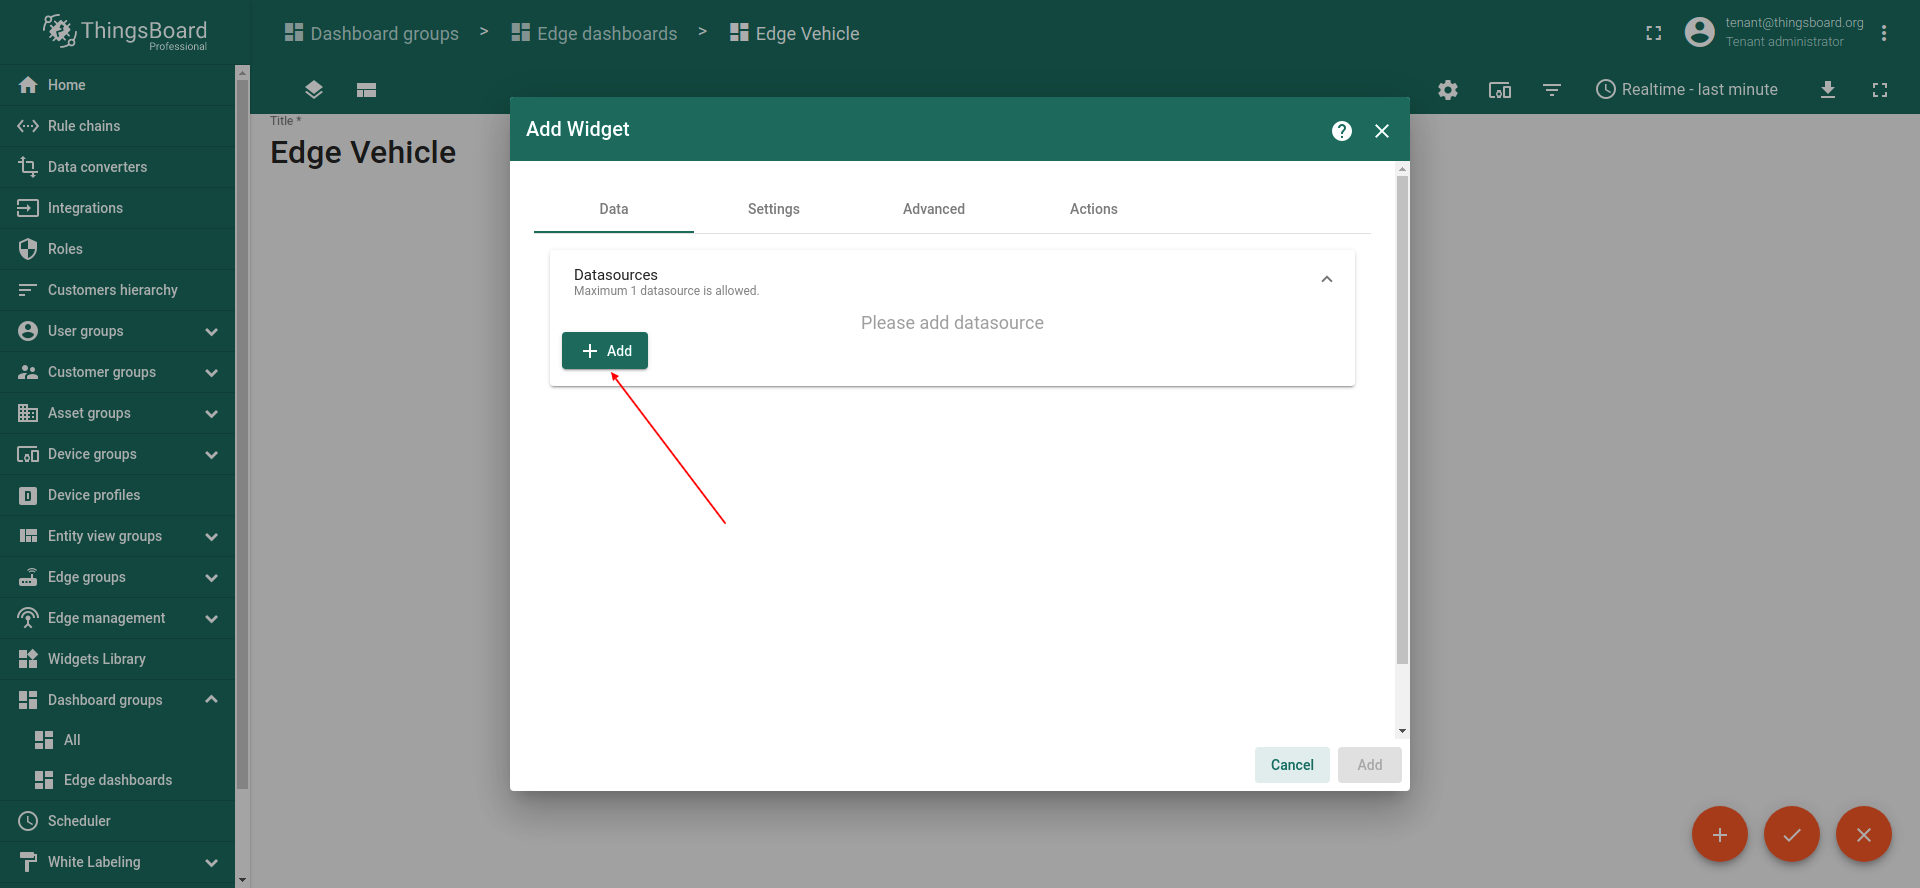 ThingsBoard
Professional
Dashboard groups > Edge dashboards > Edge Vehicle
tenant@thingsboard.org
Tenant administrator
Realtime - last minute
Home
Rule chains
Data converters
Integrations
Roles
Customers hierarchy
User groups
Customer groups
Asset groups
Device groups
Device profiles
Entity view groups
Edge groups
Edge management
Widgets Library
Dashboard groups
All
Edge dashboards
Scheduler
White Labeling
Title *
Edge Vehicle
Add Widget
Data Settings Advanced Actions
Datasources
Maximum 1 datasource is allowed.
Please add datasource
Add
Cancel Add